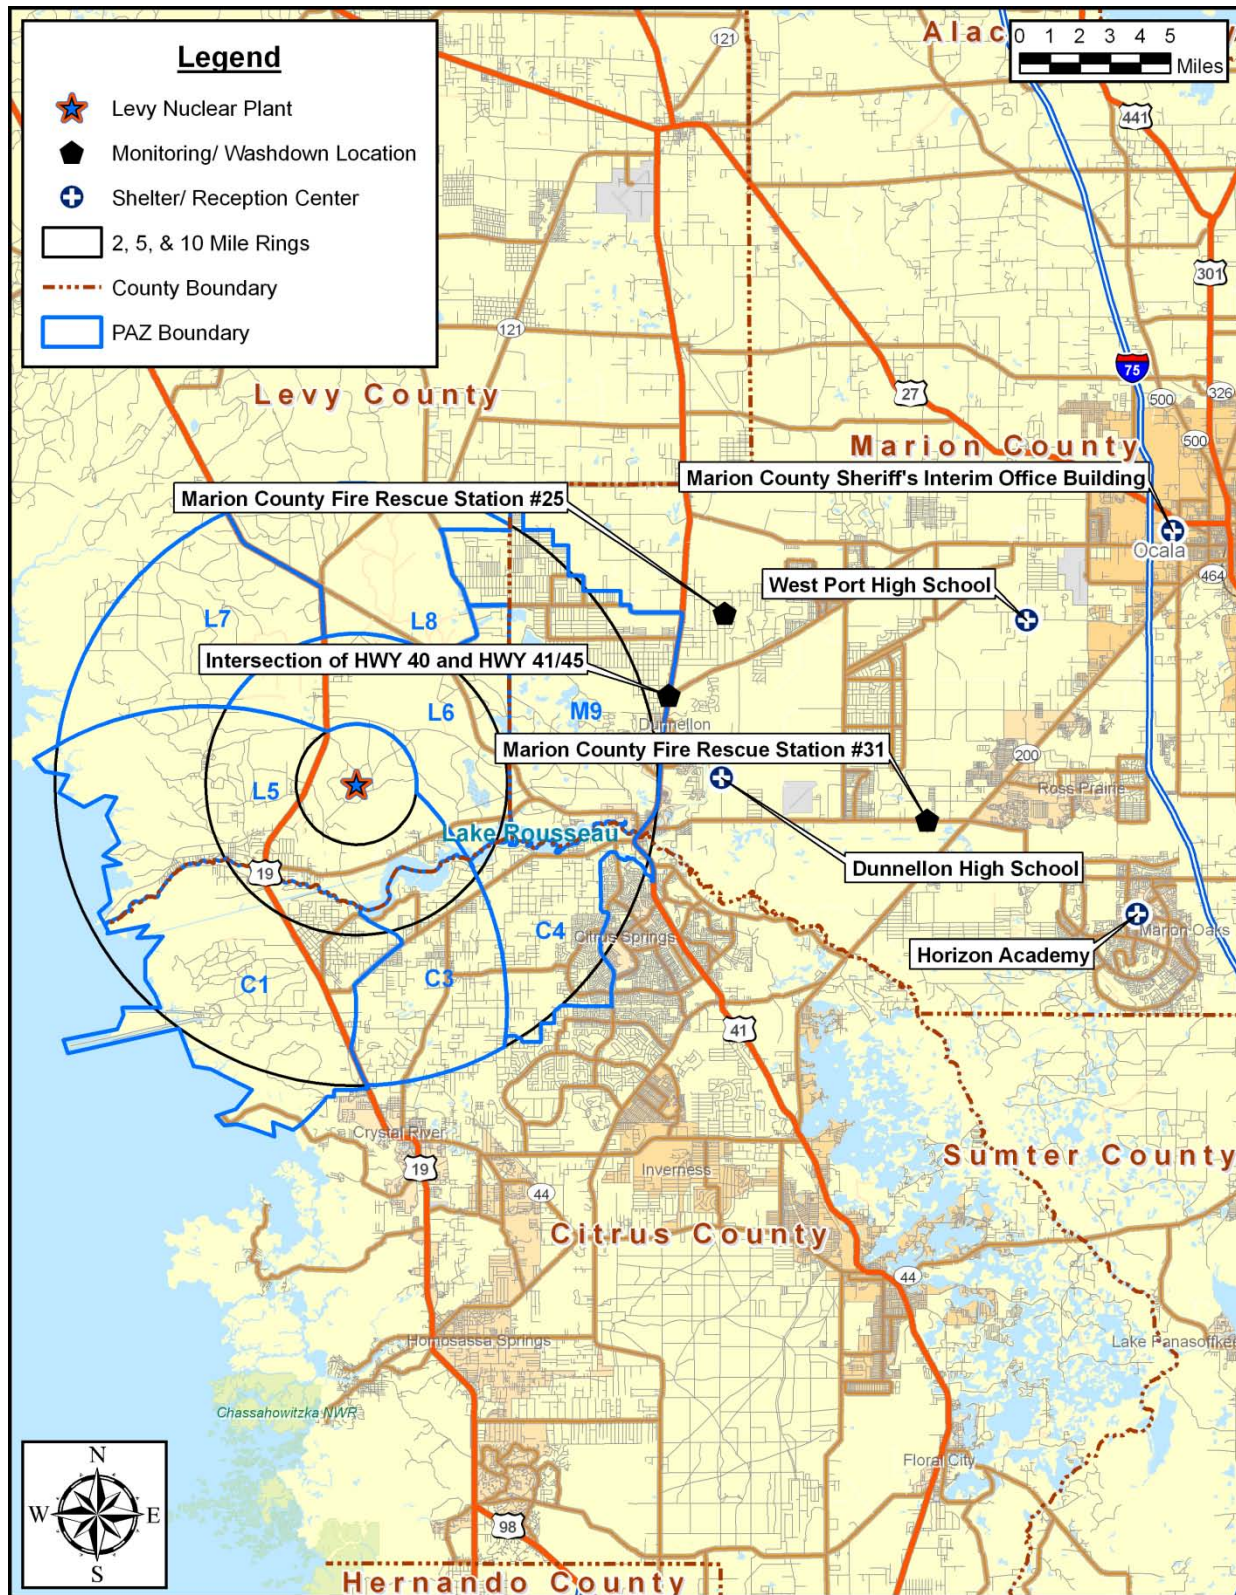 Legend
Levy Nuclear Plant
Monitoring/ Washdown Location
Shelter/ Reception Center
2, 5, & 10 Mile Rings
County Boundary
PAZ Boundary
121
0 1 2 3 4 5
Miles
441
301
121
75
Levy County
27
500
326
Marion County
500
Marion County Sheriff's Interim Office Building
Marion County Fire Rescue Station #25
Ocala
464
West Port High School
L7
L8
Intersection of HWY 40 and HWY 41/45
L6
M9
Dunnellon
Marion County Fire Rescue Station #31
200
L5
Ross Prairie
Lake Rousseau
19
Dunnellon High School
C4
Citrus Springs
Marion Oaks
Horizon Academy
C1
C3
41
Crystal River
19
Inverness
Sumter County
44
Citrus County
44
Homosassa Springs
Lake Panasoffkee
Chassahowitzka NWR
Floral City
N
W E
S
98
Hernando County